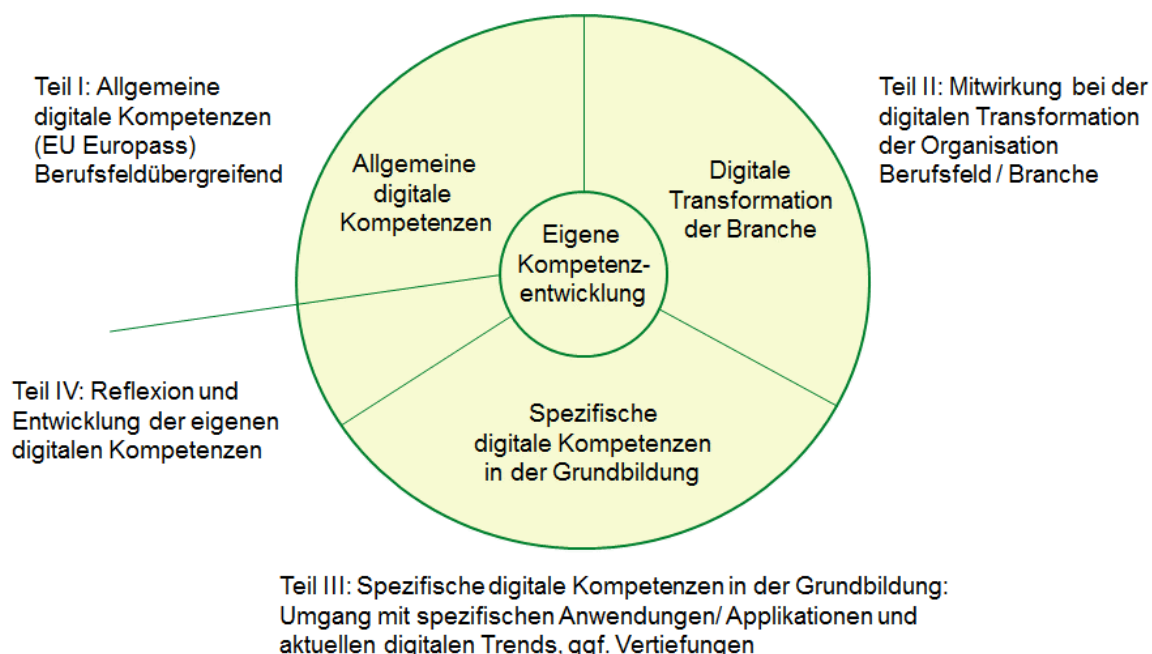 Teil I: Allgemeine
digitale Kompetenzen
(EU Europass)
Berufsfeldübergreifend
Teil II: Mitwirkung bei der
digitalen Transformation
der Organisation
Berufsfeld / Branche
Allgemeine
digitale
Kompetenzen
Digitale
Transformation
der Branche
Eigene
Kompetenz-
entwicklung
Teil IV: Reflexion und
Entwicklung der eigenen
digitalen Kompetenzen
Spezifische
digitale Kompetenzen
in der Grundbildung
Teil III: Spezifische digitale Kompetenzen in der Grundbildung:
Umgang mit spezifischen Anwendungen/ Applikationen und
aktuellen digitalen Trends, ggf. Vertiefungen